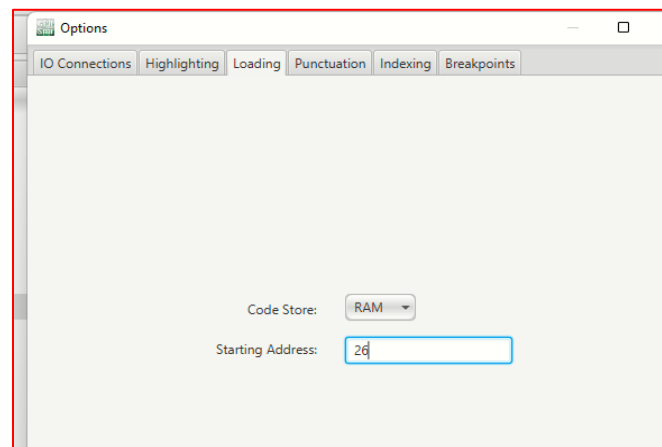 Options
IO Connections Highlighting Loading Punctuation Indexing Breakpoints
Code Store: RAM
Starting Address: 26